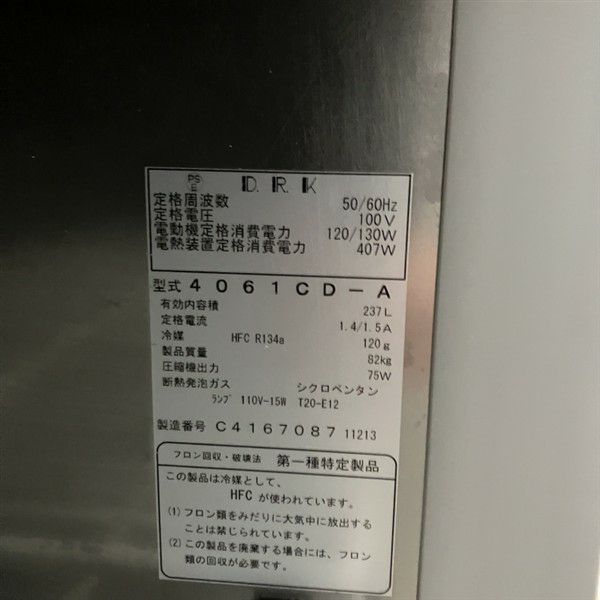 PS E D.R.K
定格周波数 50/60Hz
定格電圧 100V
電動機定格消費電力 120/130W
電熱装置定格消費電力 407W
型式 4061CD-A
有効内容積 237L
定格電流 1.4/1.5A
冷媒 HFC R134a 120g
製品質量 82kg
圧縮機出力 75W
断熱発泡ガス シクロペンタン
ランプ 110V-15W T20-E12
製造番号 C4167087 11213
フロン回収・破壊法 第一種特定製品
この製品は冷媒として、
HFC が使われています。
(1) フロン類をみだりに大気中に放出する
ことは禁じられています。
(2) この製品を廃棄する場合には、フロン
類の回収が必要です。